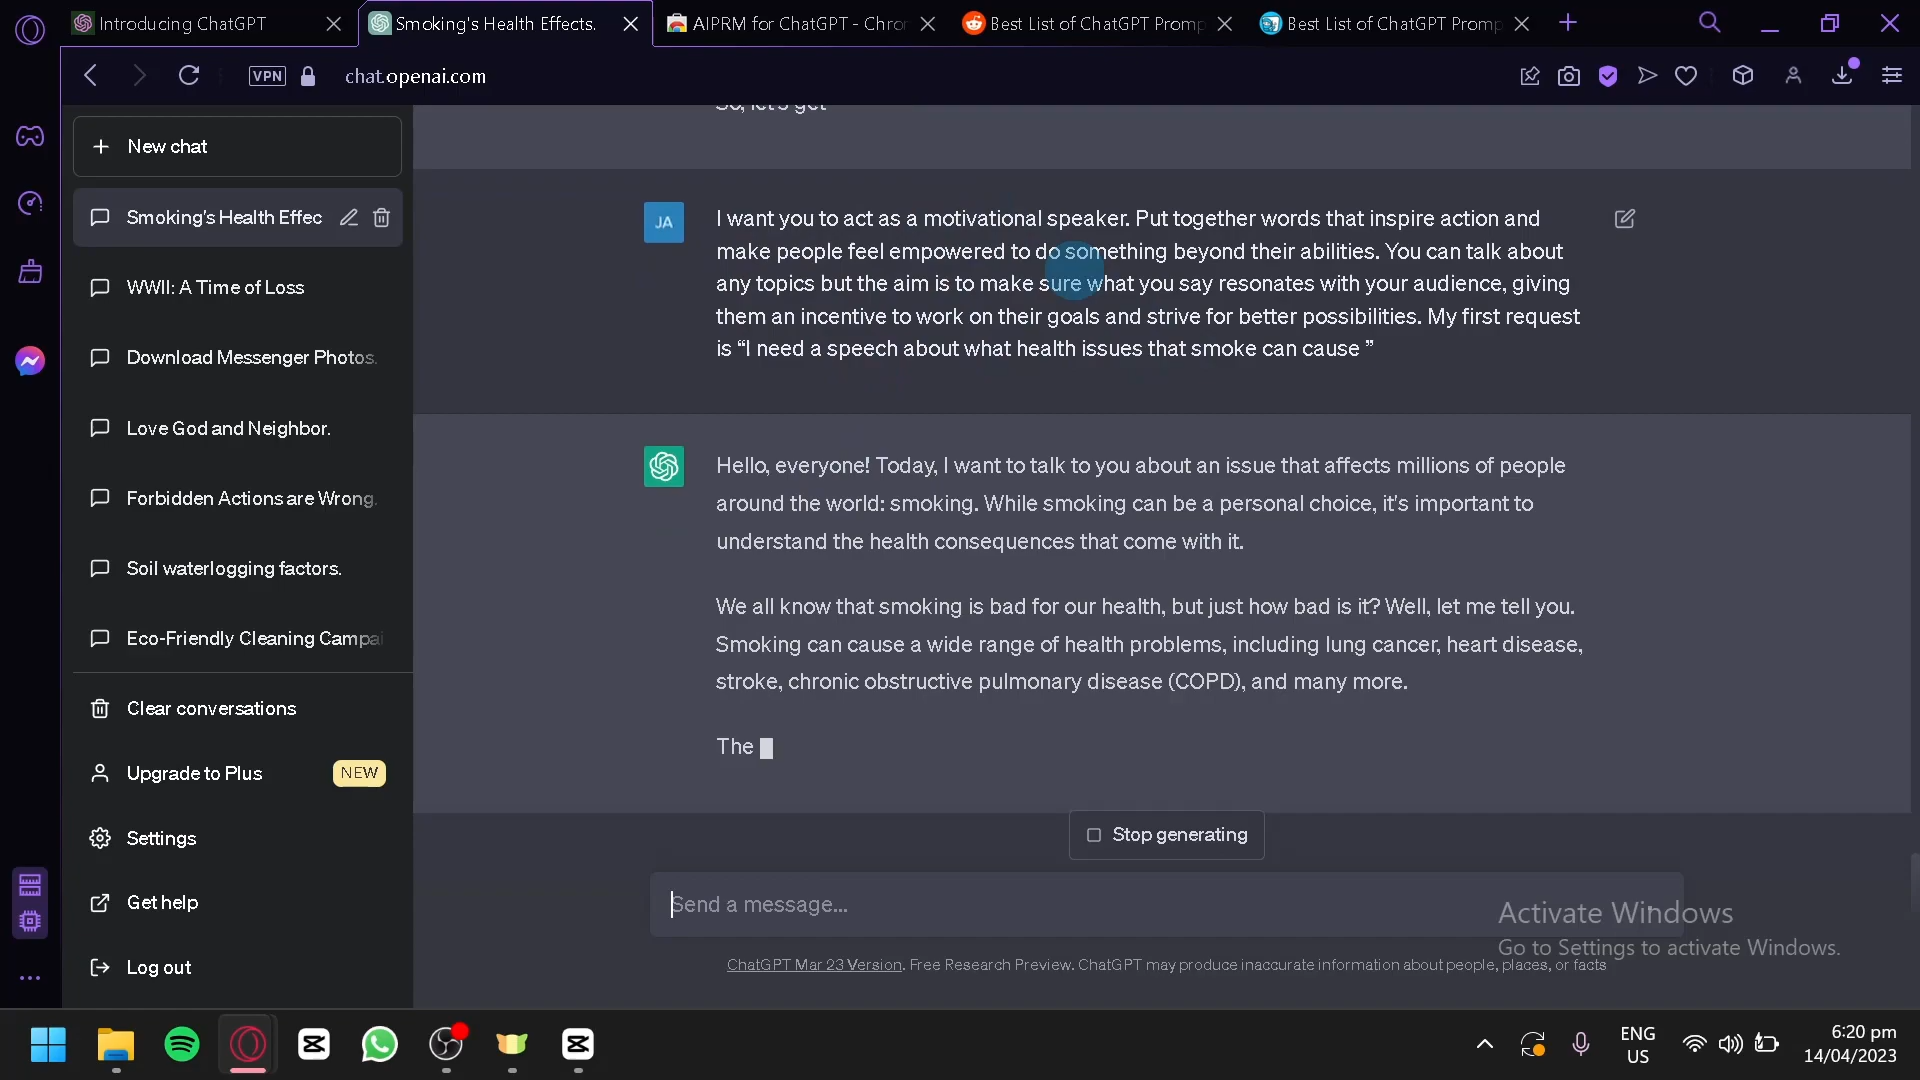 Introducing ChatGPT
Smoking's Health Effects.
AIPRM for ChatGPT - Chro
Best List of ChatGPT Promp
Best List of ChatGPT Promp
VPN
chat.openai.com
New chat
Smoking's Health Effec
WWII: A Time of Loss
Download Messenger Photos.
Love God and Neighbor.
Forbidden Actions are Wrong.
Soil waterlogging factors.
Eco-Friendly Cleaning Campai
Clear conversations
Upgrade to Plus
NEW
Settings
Get help
Log out
So, let's get
JA
I want you to act as a motivational speaker. Put together words that inspire action and
make people feel empowered to do something beyond their abilities. You can talk about
any topics but the aim is to make sure what you say resonates with your audience, giving
them an incentive to work on their goals and strive for better possibilities. My first request
is “I need a speech about what health issues that smoke can cause ”
Hello, everyone! Today, I want to talk to you about an issue that affects millions of people
around the world: smoking. While smoking can be a personal choice, it's important to
understand the health consequences that come with it.
We all know that smoking is bad for our health, but just how bad is it? Well, let me tell you.
Smoking can cause a wide range of health problems, including lung cancer, heart disease,
stroke, chronic obstructive pulmonary disease (COPD), and many more.
The
Stop generating
Send a message...
Activate Windows
Go to Settings to activate Windows.
ChatGPT Mar 23 Version. Free Research Preview. ChatGPT may produce inaccurate information about people, places, or facts
ENG
US
6:20 pm
14/04/2023